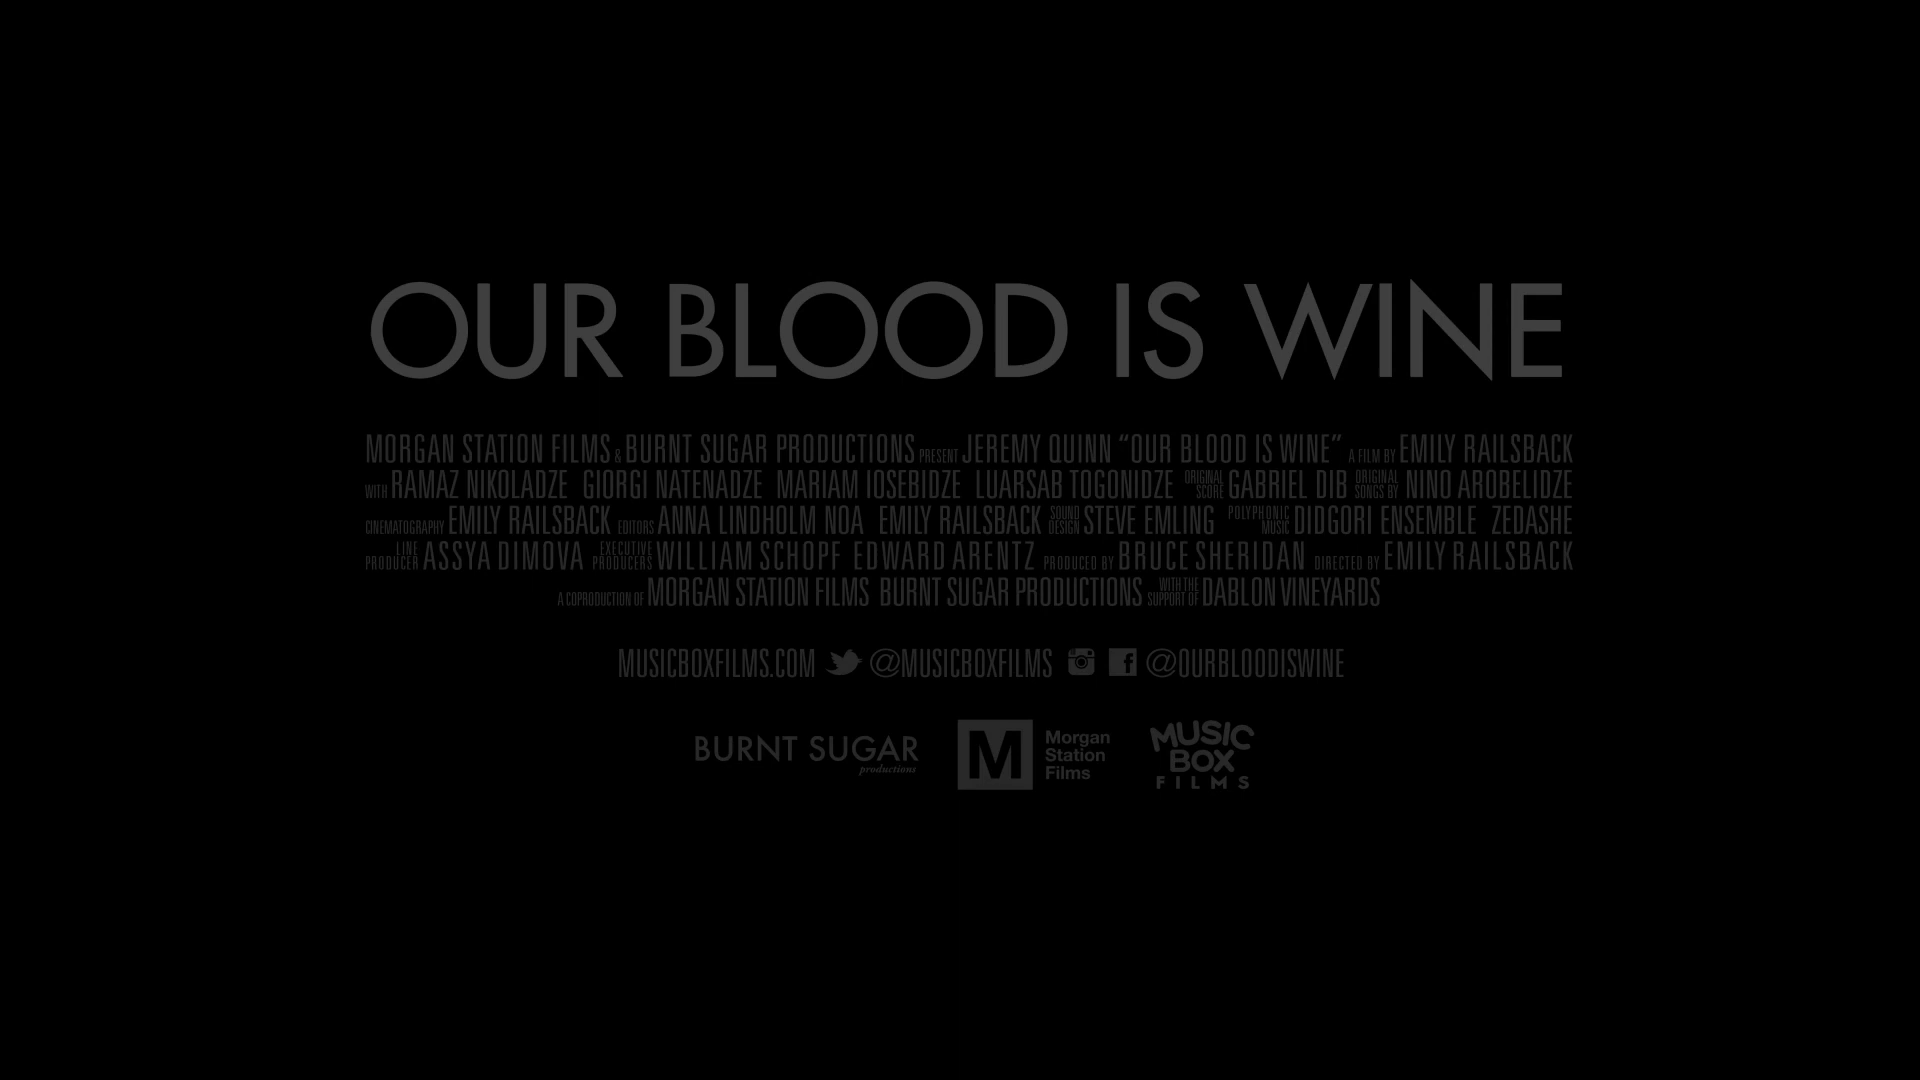 OUR BLOOD IS WINE
MORGAN STATION FILMS & BURNT SUGAR PRODUCTIONS PRESENT JEREMY QUINN “OUR BLOOD IS WINE” A FILM BY EMILY RAILSBACK
WITH RAMAZ NIKOLADZE GIORGI NATENADZE MARIAM IOSEBIDZE LUARSAB TOGONIDZE ORIGINAL SCORE GABRIEL DIB ORIGINAL SONGS BY NINO AROBELIDZE
CINEMATOGRAPHY EMILY RAILSBACK EDITORS ANNA LINDHOLM NOA EMILY RAILSBACK SOUND DESIGN STEVE EMLING POLYPHONIC MUSIC DIDGORI ENSEMBLE ZEDASHE
LINE PRODUCER ASSYA DIMOVA EXECUTIVE PRODUCERS WILLIAM SCHOPF EDWARD ARENTZ PRODUCED BY BRUCE SHERIDAN DIRECTED BY EMILY RAILSBACK
A COPRODUCTION OF MORGAN STATION FILMS BURNT SUGAR PRODUCTIONS WITH THE SUPPORT OF DABLON VINEYARDS
MUSICBOXFILMS.COM @MUSICBOXFILMS @OURBLOODISWINE
BURNT SUGAR
productions
M
Morgan
Station
Films
MUSIC
BOX
FILMS